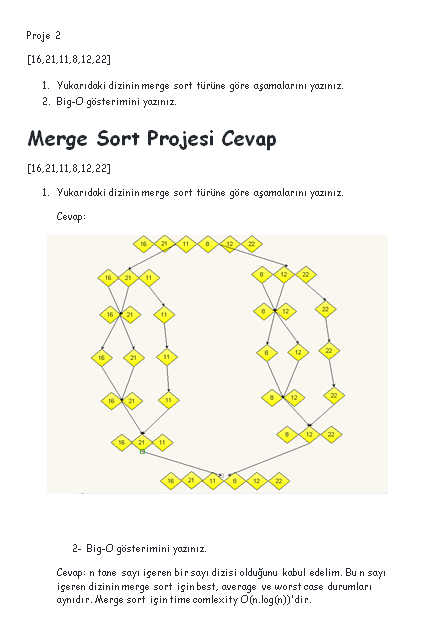 Proje 2
[16,21,11,8,12,22]
1. Yukarıdaki dizinin merge sort türüne göre aşamalarını yazınız.
2. Big-O gösterimini yazınız.
Merge Sort Projesi Cevap
[16,21,11,8,12,22]
1. Yukarıdaki dizinin merge sort türüne göre aşamalarını yazınız.
Cevap:
16 21 11 8 12 22
16 21 11 8 12 22
16 21 11 8 12 22
16 21 11 8 12 22
16 21 11 8 12 22
16 21 11 8 12 22
16 21 11 8 12 22
2- Big-O gösterimini yazınız.
Cevap: n tane sayı içeren bir sayı dizisi olduğunu kabul edelim. Bu n sayı
içeren dizinin merge sort için best, average ve worst case durumları
aynıdır. Merge sort için time comlexity O(n.log(n))'dir.